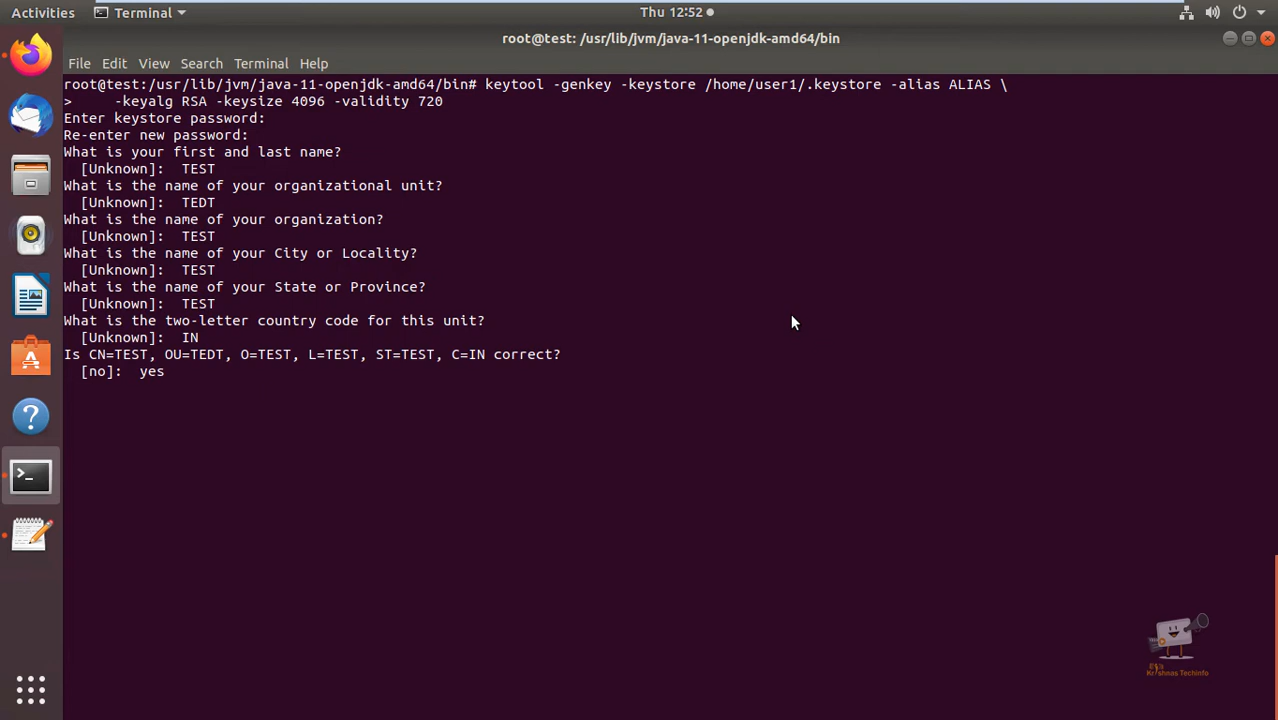 Activities
Terminal
Thu 12:52
root@test: /usr/lib/jvm/java-11-openjdk-amd64/bin
File Edit View Search Terminal Help
root@test:/usr/lib/jvm/java-11-openjdk-amd64/bin# keytool -genkey -keystore /home/user1/.keystore -alias ALIAS \
>     -keyalg RSA -keysize 4096 -validity 720
Enter keystore password:
Re-enter new password:
What is your first and last name?
  [Unknown]:  TEST
What is the name of your organizational unit?
  [Unknown]:  TEDT
What is the name of your organization?
  [Unknown]:  TEST
What is the name of your City or Locality?
  [Unknown]:  TEST
What is the name of your State or Province?
  [Unknown]:  TEST
What is the two-letter country code for this unit?
  [Unknown]:  IN
Is CN=TEST, OU=TEDT, O=TEST, L=TEST, ST=TEST, C=IN correct?
  [no]:  yes
Krishnas Techinfo